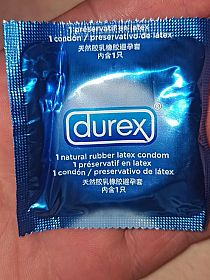 1 préservatif en latex
1 condón / preservativo de látex
天然胶乳橡胶避孕套
内含1只
durex®
1 natural rubber latex condom
1 préservatif en latex
1 condón / preservativo de látex
天然胶乳橡胶避孕套
内含1只